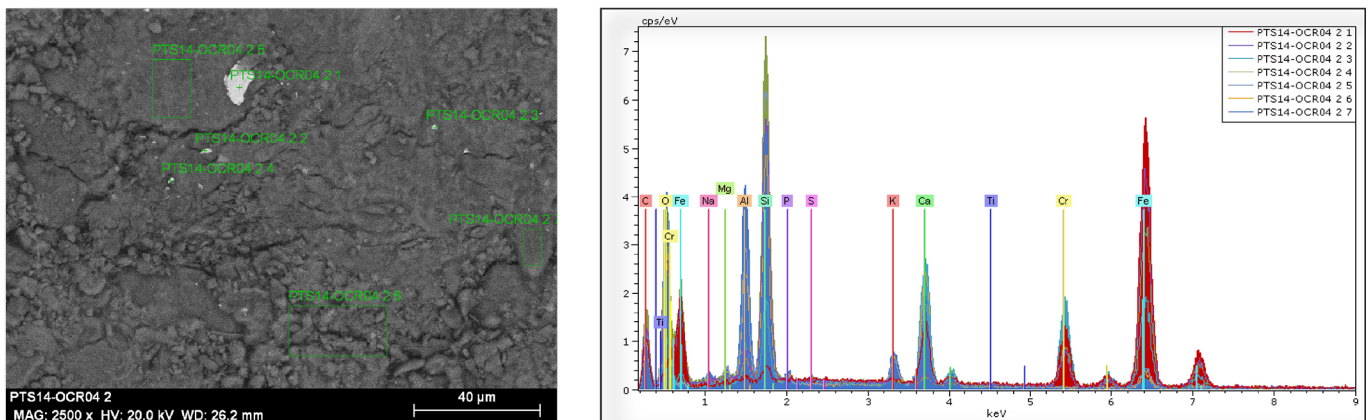 PTS14-OCR04 2 5
PTS14-OCR04 2 1
PTS14-OCR04 2 3
PTS14-OCR04 2 2
PTS14-OCR04 2 4
PTS14-OCR04 2
PTS14-OCR04 2 6
PTS14-OCR04 2
MAG: 2500 x HV: 20.0 kV WD: 26.2 mm
40 µm
cps/eV
PTS14-OCR04 2 1
PTS14-OCR04 2 2
PTS14-OCR04 2 3
PTS14-OCR04 2 4
PTS14-OCR04 2 5
PTS14-OCR04 2 6
PTS14-OCR04 2 7
7
6
5
4
3
2
1
0
C
O
Fe
Na
Mg
Al
Si
P
S
K
Ca
Ti
Cr
Fe
Cr
Ti
1 2 3 4 5 6 7 8 9
keV